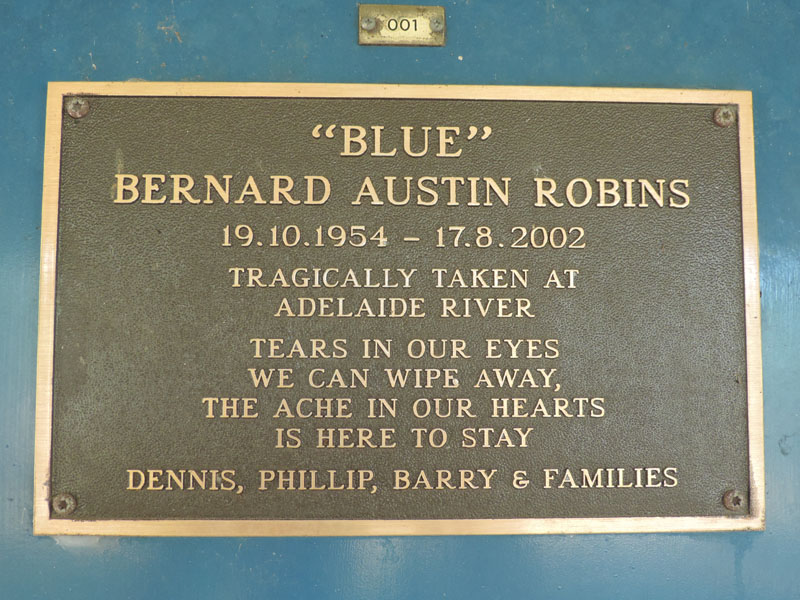 001
“BLUE”
BERNARD AUSTIN ROBINS
19.10.1954 – 17.8.2002
TRAGICALLY TAKEN AT
ADELAIDE RIVER
TEARS IN OUR EYES
WE CAN WIPE AWAY,
THE ACHE IN OUR HEARTS
IS HERE TO STAY
DENNIS, PHILLIP, BARRY & FAMILIES